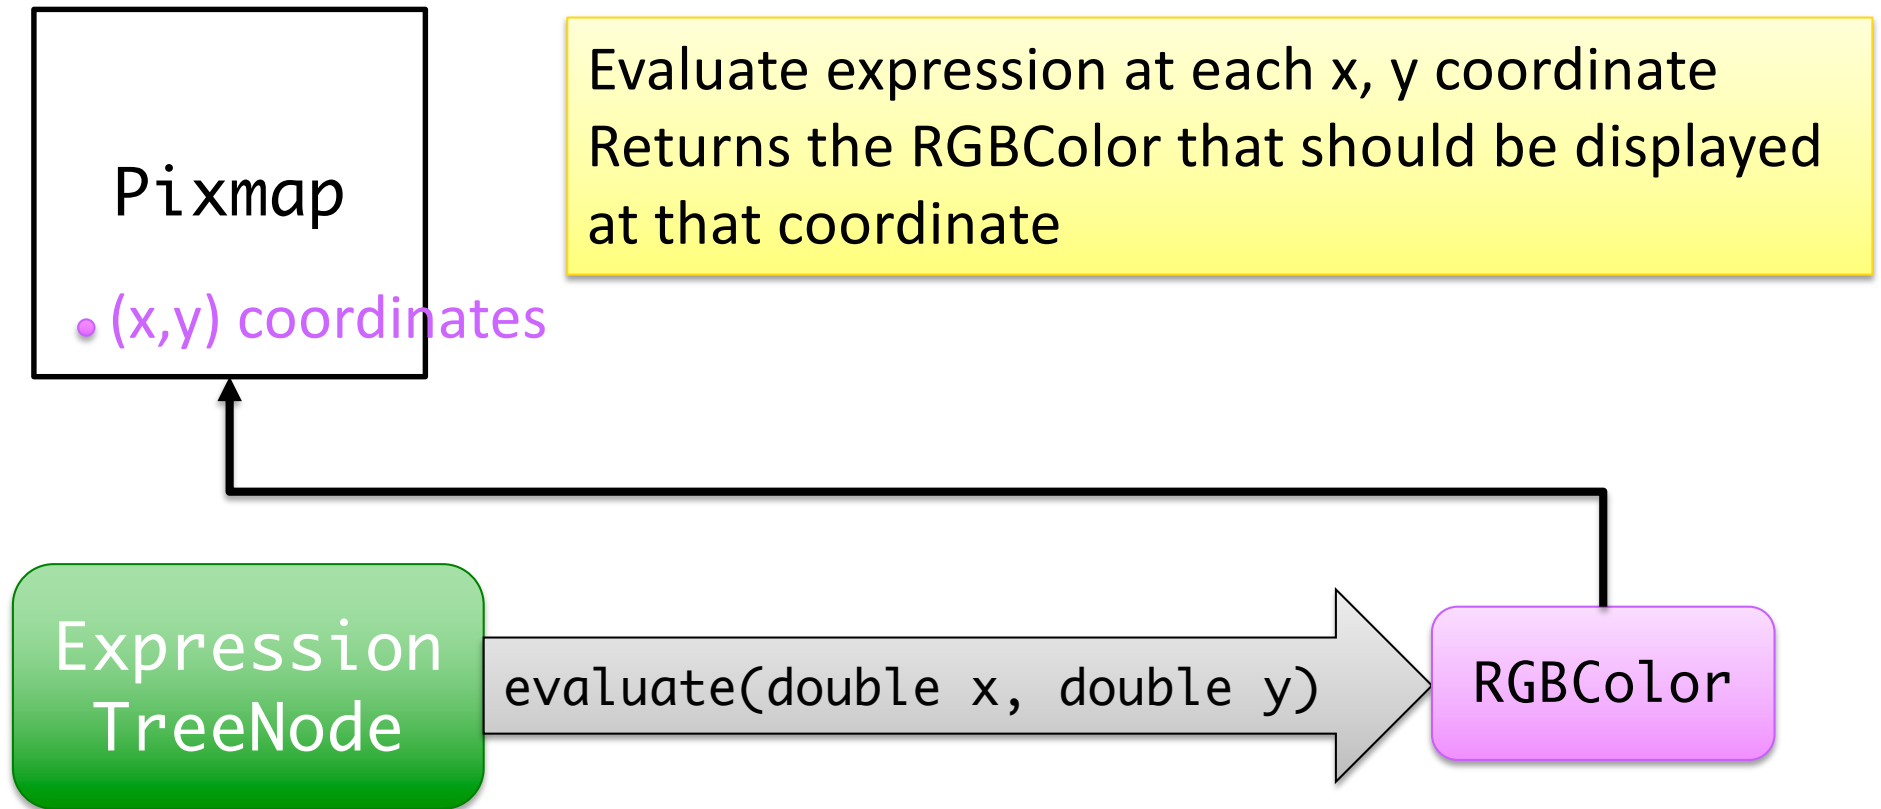 Pixmap
(x,y) coordinates
Evaluate expression at each x, y coordinate
Returns the RGBColor that should be displayed
at that coordinate
Expression
TreeNode
evaluate(double x, double y)
RGBColor